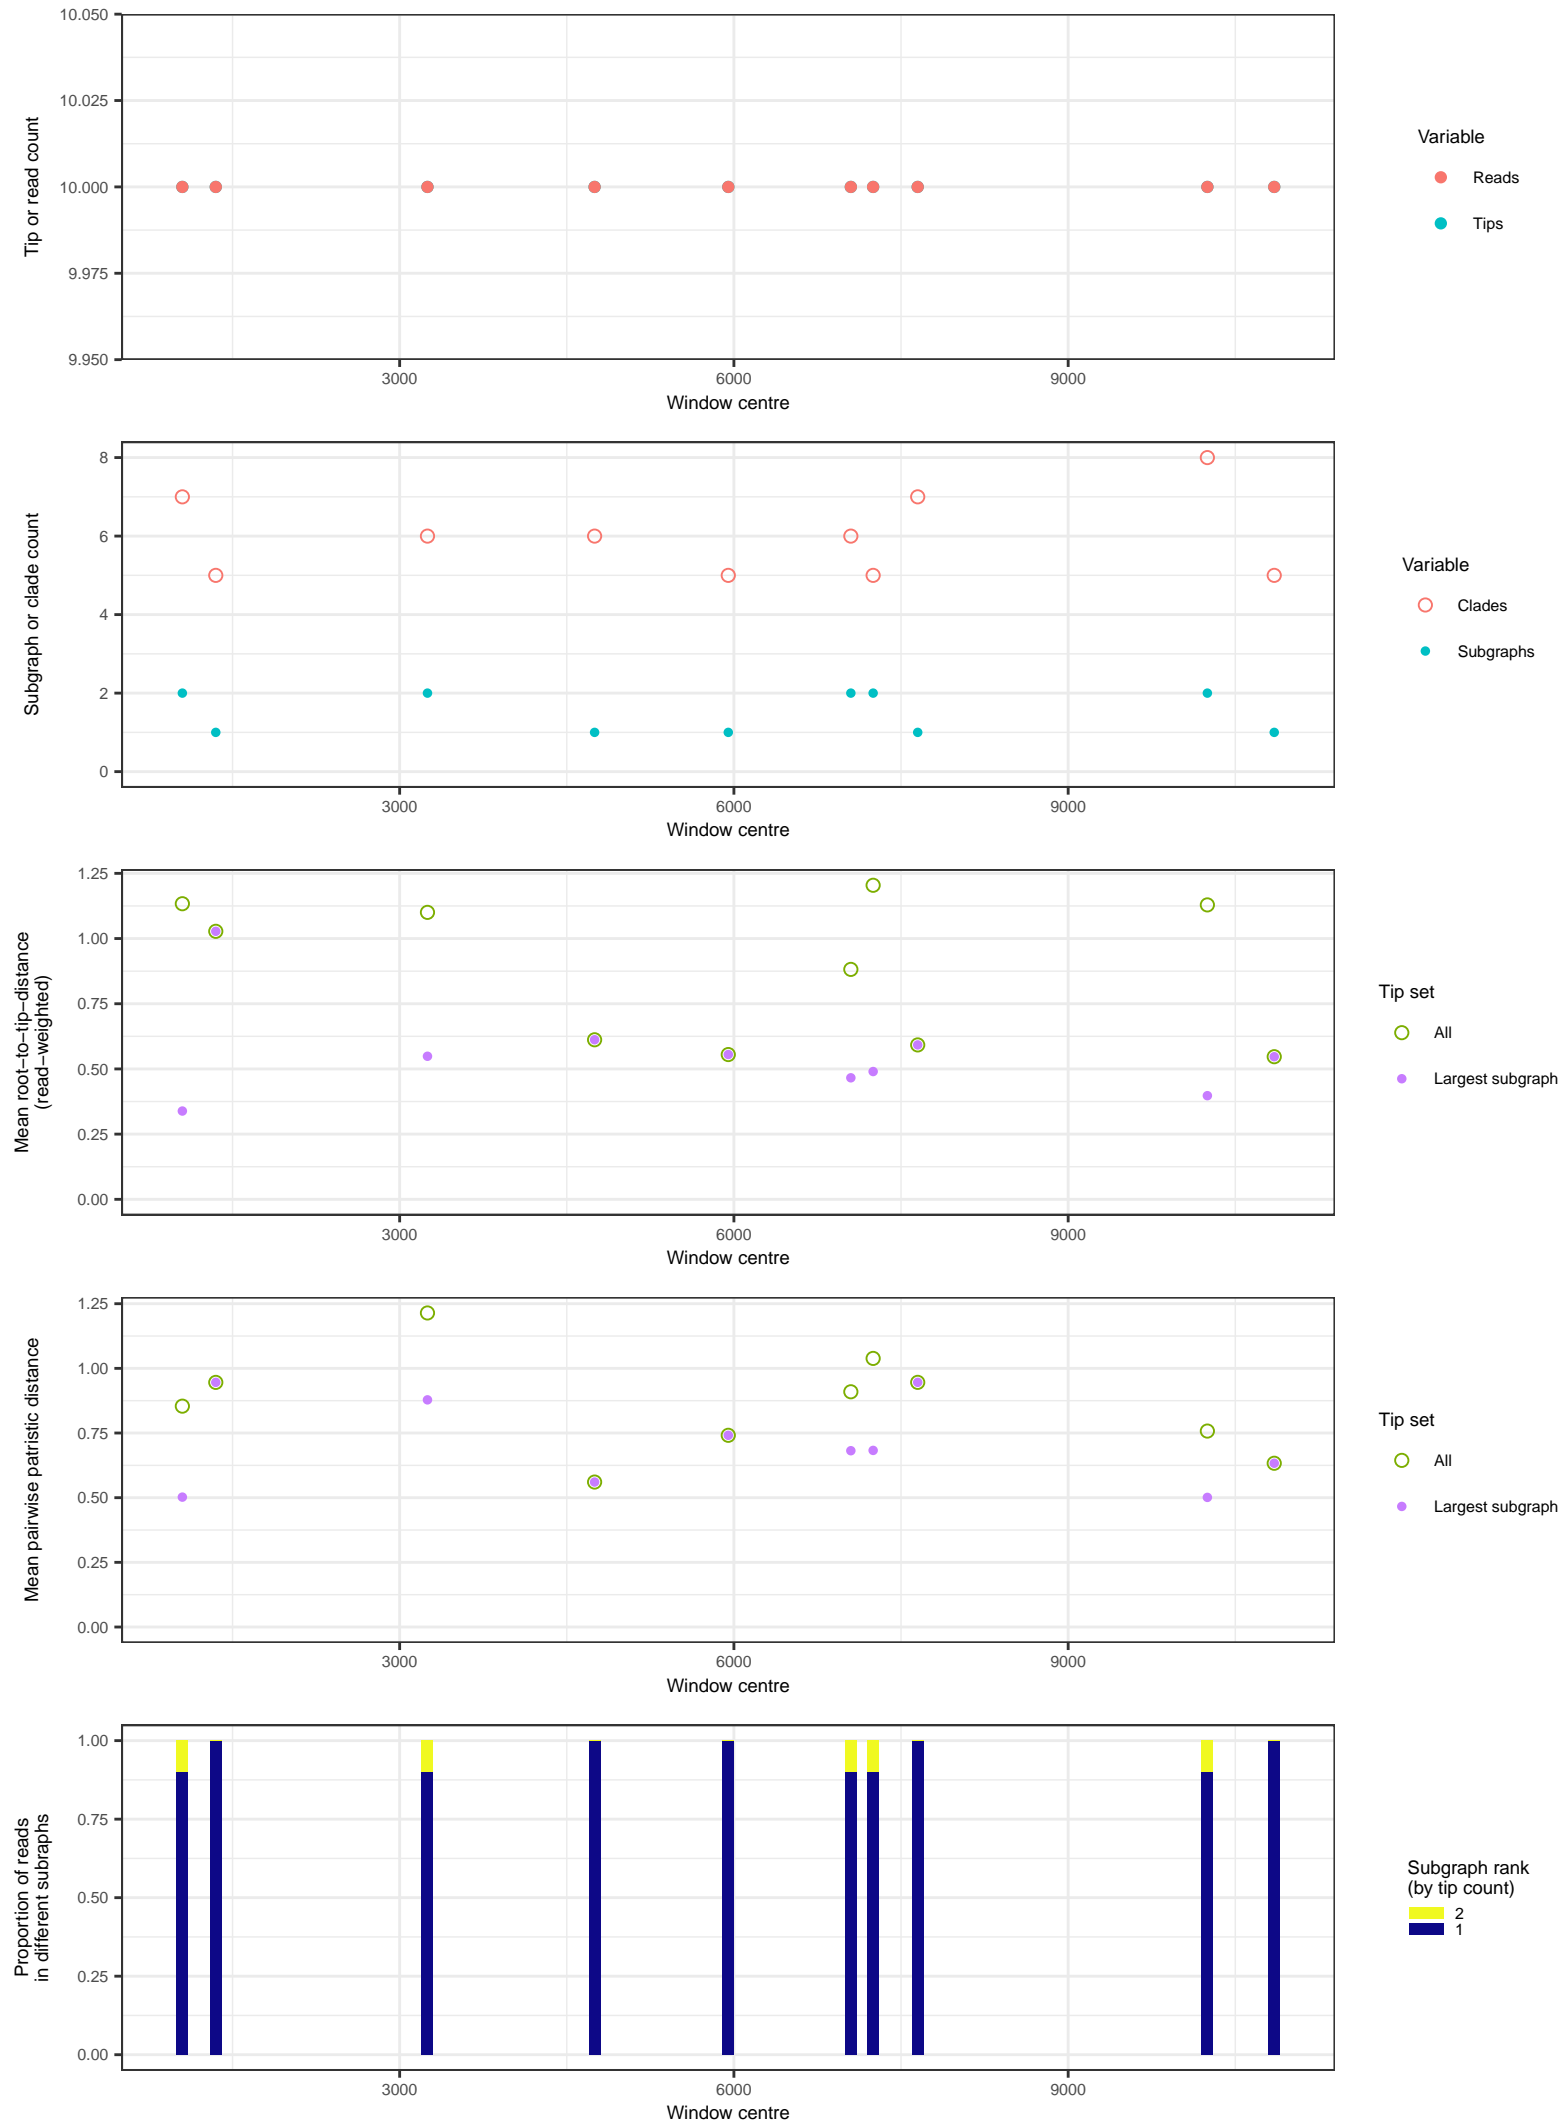 10.050
10.025
10.000
9.975
9.950
Tip or read count
3000
6000
9000
Window centre
Variable
Reads
Tips
8
6
4
2
0
Subgraph or clade count
3000
6000
9000
Window centre
Variable
Clades
Subgraphs
1.25
1.00
0.75
0.50
0.25
0.00
Mean root−to−tip−distance
(read−weighted)
3000
6000
9000
Window centre
Tip set
All
Largest subgraph
1.25
1.00
0.75
0.50
0.25
0.00
Mean pairwise patristic distance
3000
6000
9000
Window centre
Tip set
All
Largest subgraph
1.00
0.75
0.50
0.25
0.00
Proportion of reads
in different subraphs
3000
6000
9000
Window centre
Subgraph rank
(by tip count)
2
1